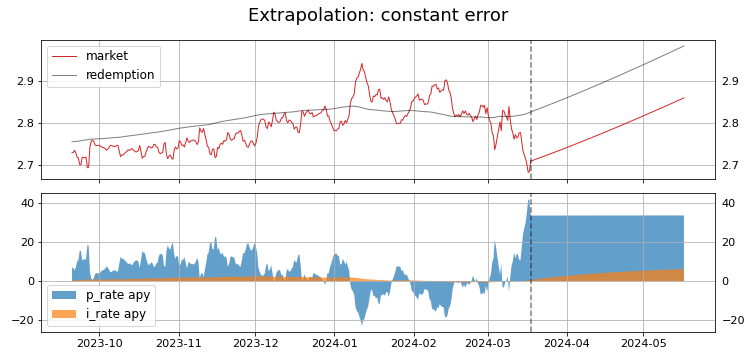 Extrapolation: constant error
market
redemption
2.9 2.9
2.8 2.8
2.7 2.7
40 40
20 20
0 0
−20 −20
p_rate apy
i_rate apy
2023-10 2023-11 2023-12 2024-01 2024-02 2024-03 2024-04 2024-05